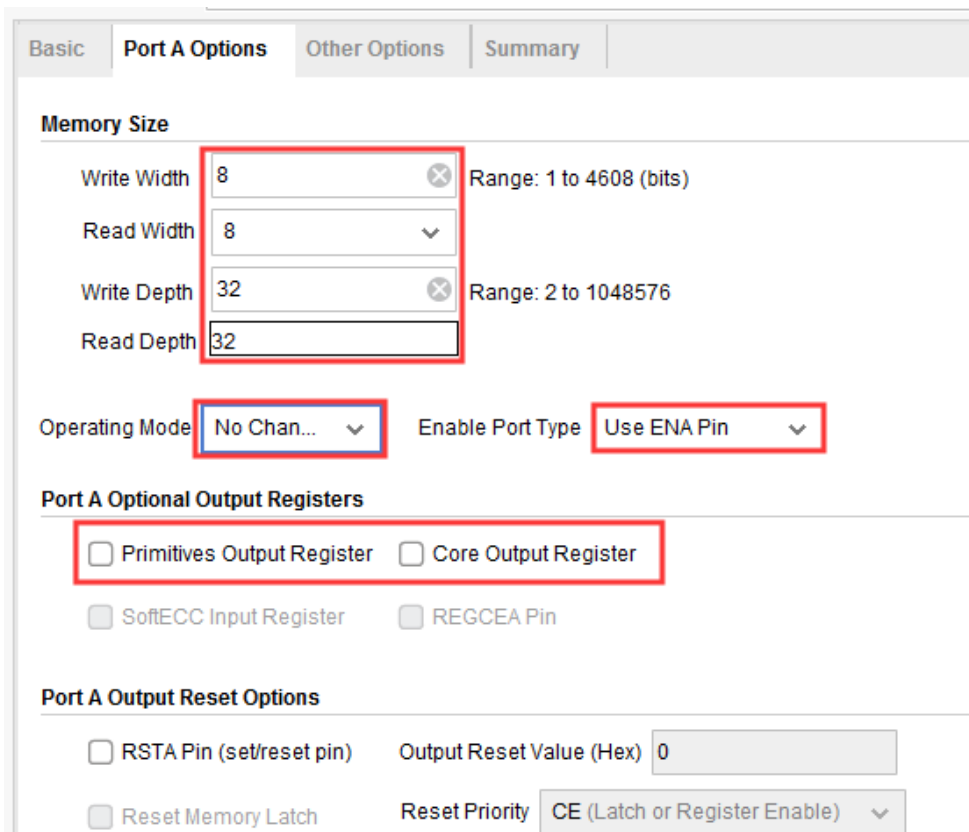 Basic Port A Options Other Options Summary
Memory Size
Write Width 8 Range: 1 to 4608 (bits)
Read Width 8
Write Depth 32 Range: 2 to 1048576
Read Depth 32
Operating Mode No Chan... Enable Port Type Use ENA Pin
Port A Optional Output Registers
Primitives Output Register Core Output Register
SoftECC Input Register REGCEA Pin
Port A Output Reset Options
RSTA Pin (set/reset pin) Output Reset Value (Hex) 0
Reset Memory Latch Reset Priority CE (Latch or Register Enable)